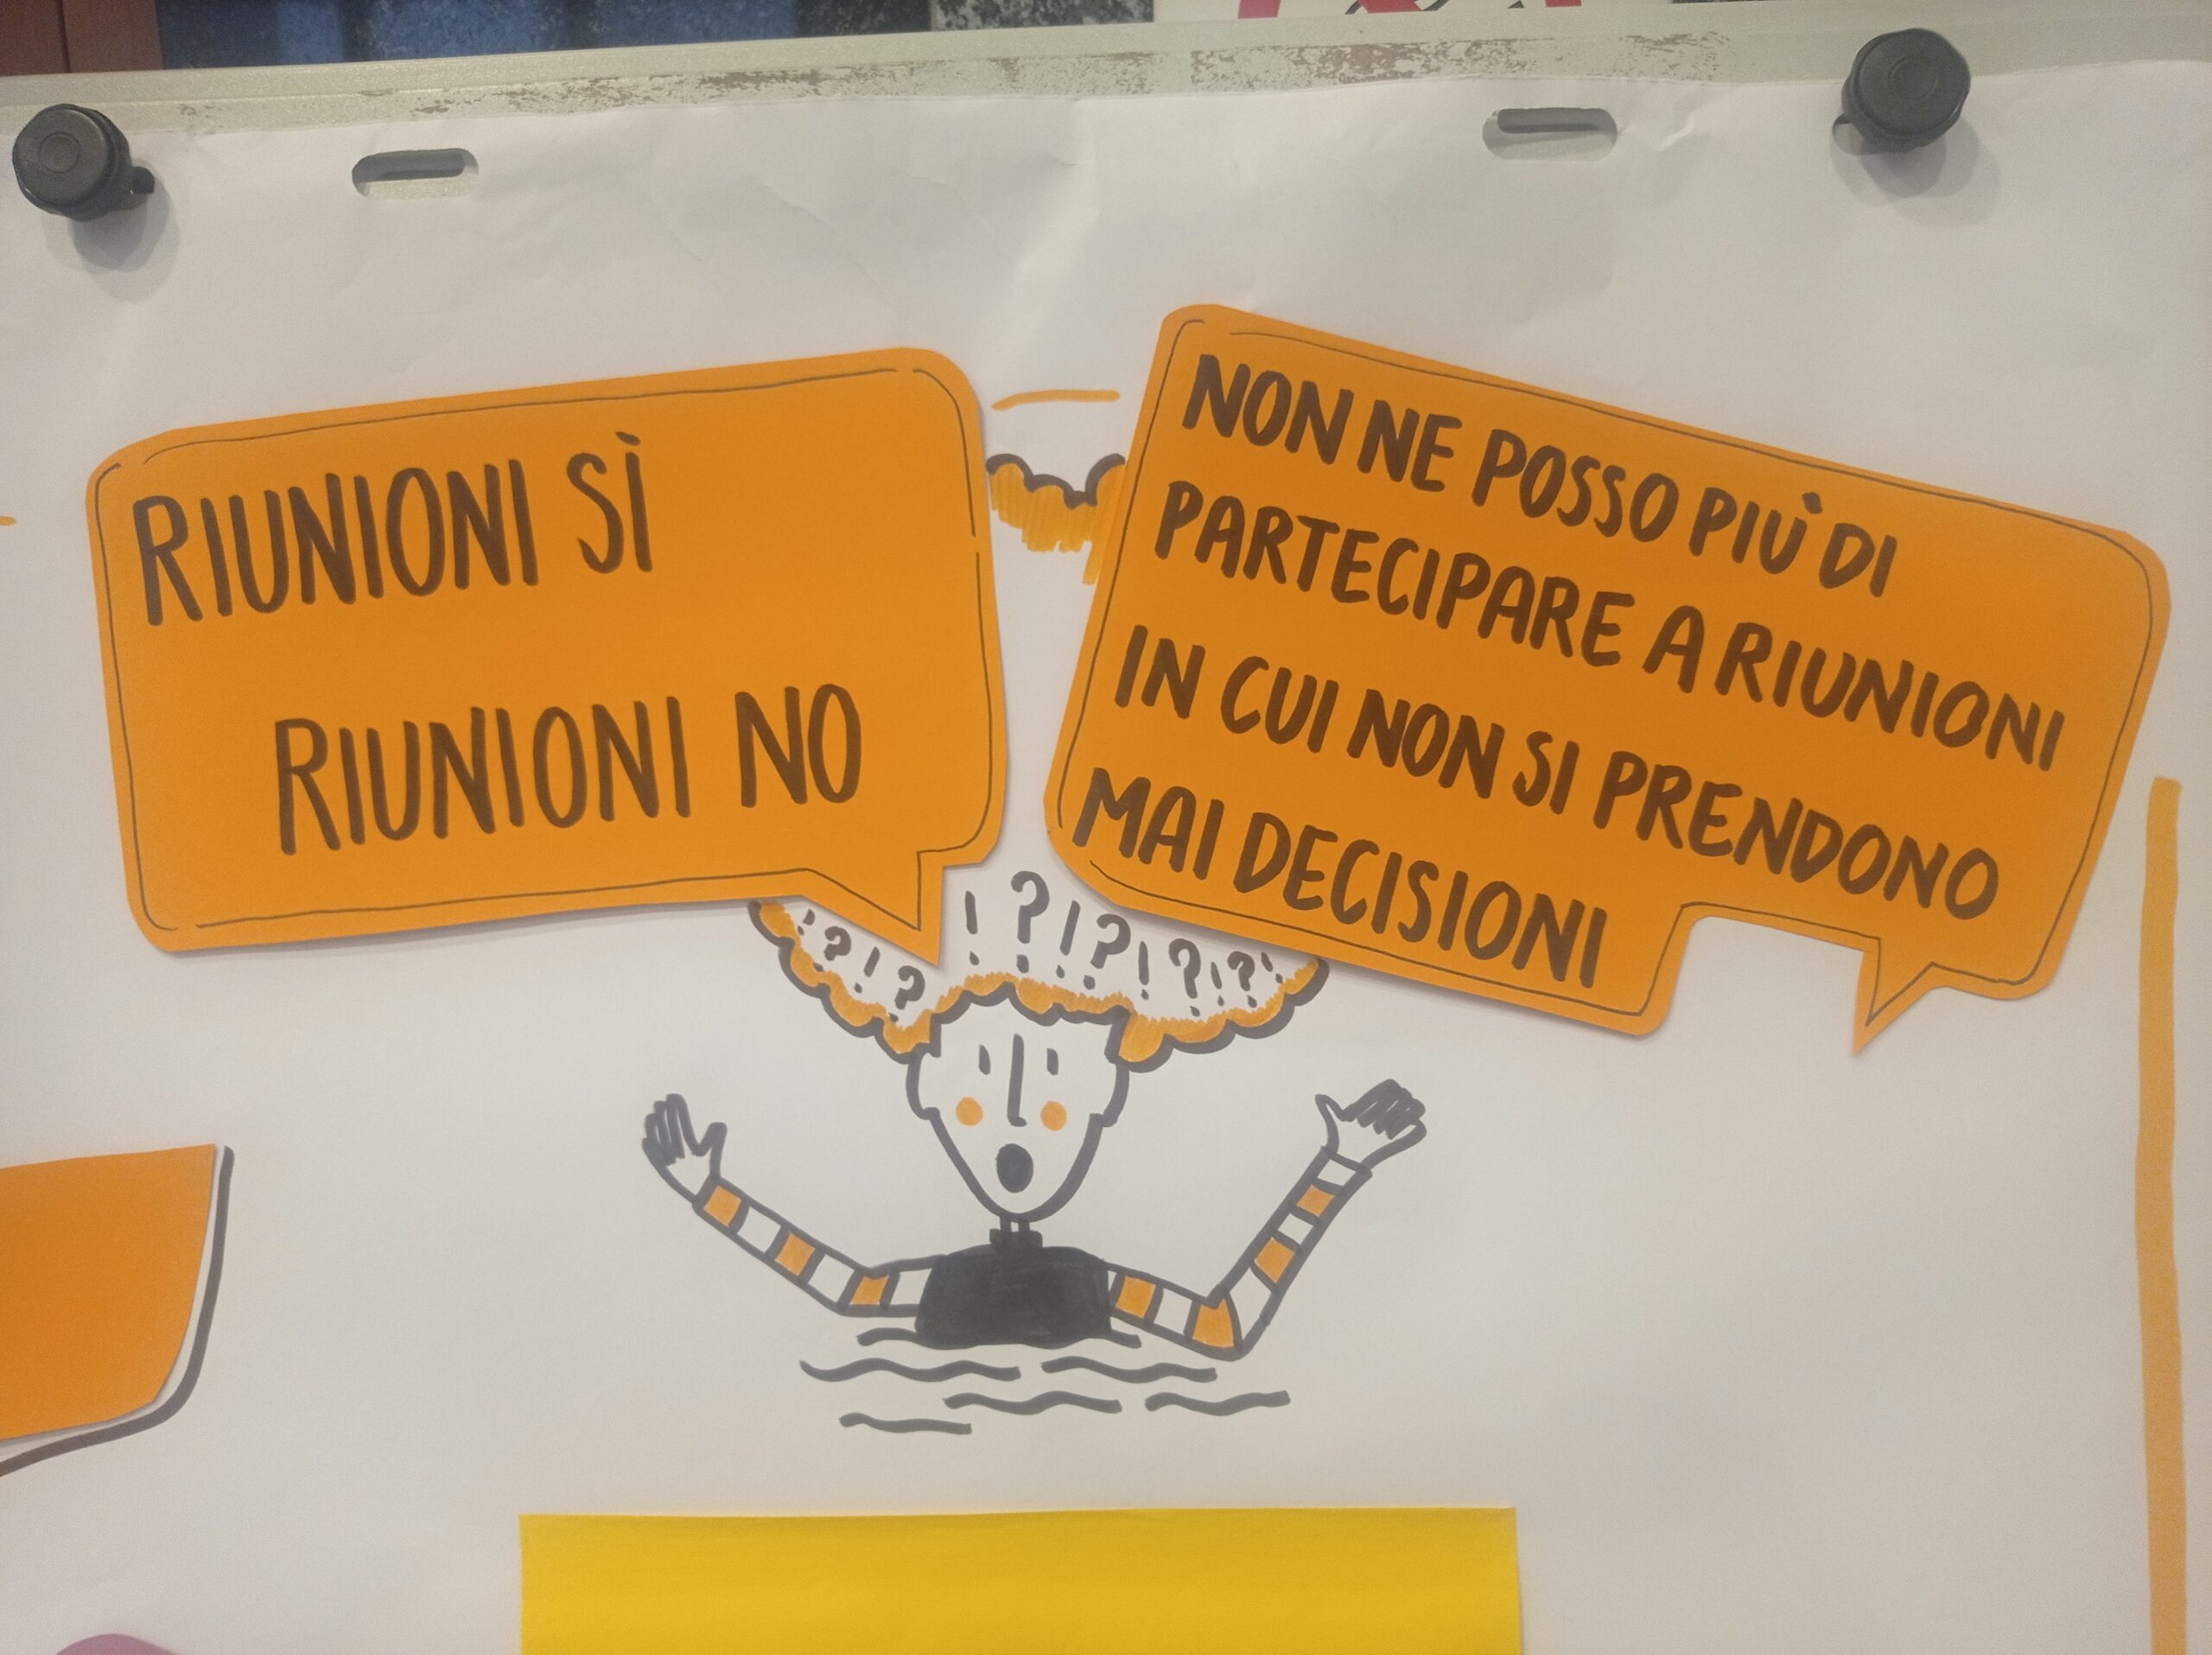 RIUNIONI SÌ
RIUNIONI NO
NON NE POSSO PIÙ DI
PARTECIPARE A RIUNIONI
IN CUI NON SI PRENDONO
MAI DECISIONI
!?!?!?!?!?!?!